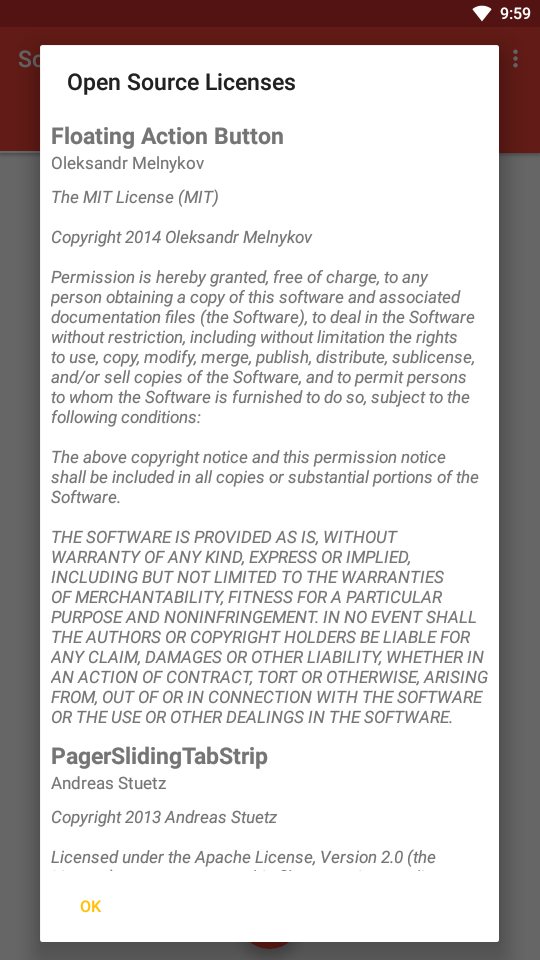 9:59
So
Open Source Licenses
Floating Action Button
Oleksandr Melnykov
The MIT License (MIT)
Copyright 2014 Oleksandr Melnykov
Permission is hereby granted, free of charge, to any
person obtaining a copy of this software and associated
documentation files (the Software), to deal in the Software
without restriction, including without limitation the rights
to use, copy, modify, merge, publish, distribute, sublicense,
and/or sell copies of the Software, and to permit persons
to whom the Software is furnished to do so, subject to the
following conditions:
The above copyright notice and this permission notice
shall be included in all copies or substantial portions of the
Software.
THE SOFTWARE IS PROVIDED AS IS, WITHOUT
WARRANTY OF ANY KIND, EXPRESS OR IMPLIED,
INCLUDING BUT NOT LIMITED TO THE WARRANTIES
OF MERCHANTABILITY, FITNESS FOR A PARTICULAR
PURPOSE AND NONINFRINGEMENT. IN NO EVENT SHALL
THE AUTHORS OR COPYRIGHT HOLDERS BE LIABLE FOR
ANY CLAIM, DAMAGES OR OTHER LIABILITY, WHETHER IN
AN ACTION OF CONTRACT, TORT OR OTHERWISE, ARISING
FROM, OUT OF OR IN CONNECTION WITH THE SOFTWARE
OR THE USE OR OTHER DEALINGS IN THE SOFTWARE.
PagerSlidingTabStrip
Andreas Stuetz
Copyright 2013 Andreas Stuetz
Licensed under the Apache License, Version 2.0 (the
OK